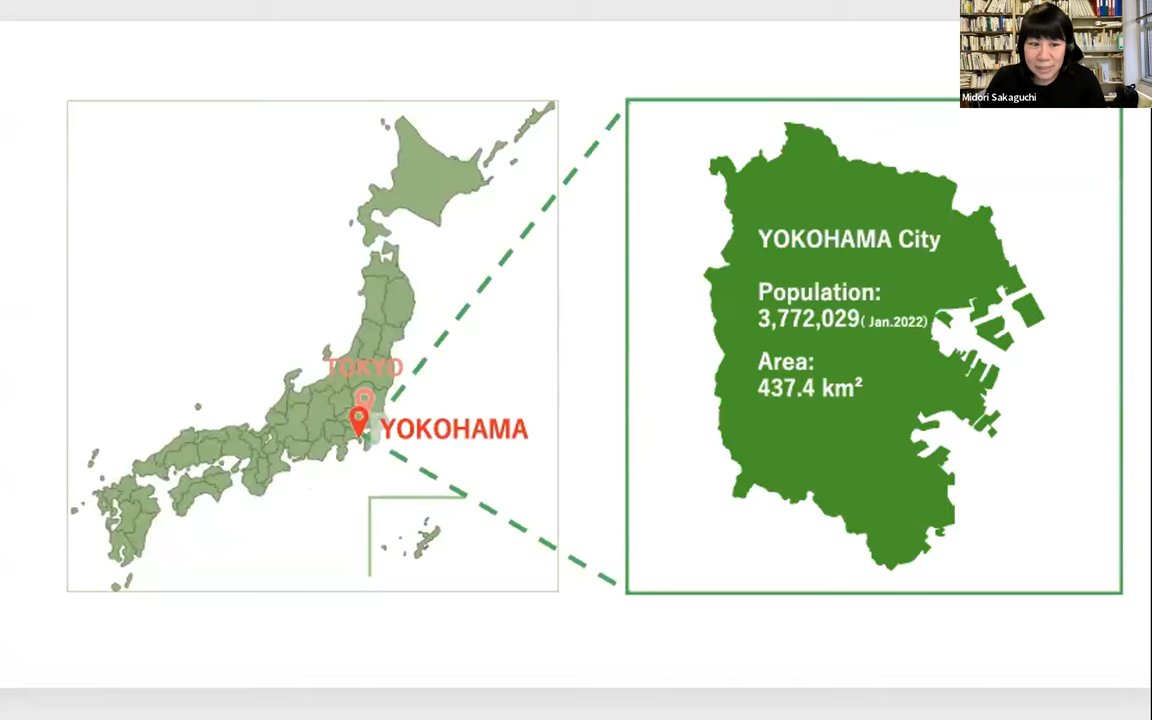 Midori Sakaguchi
TOKYO
YOKOHAMA
YOKOHAMA City
Population:
3,772,029( Jan.2022)
Area:
437.4 km²